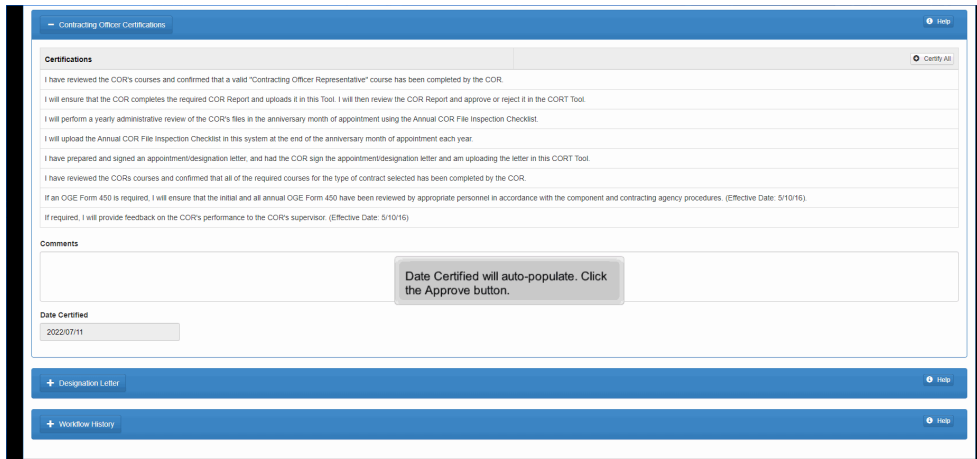 − Contracting Officer Certifications
Help
Certifications
Certify All
I have reviewed the COR's courses and confirmed that a valid "Contracting Officer Representative" course has been completed by the COR.
I will ensure that the COR completes the required COR Report and uploads it in this Tool. I will then review the COR Report and approve or reject it in the CORT Tool.
I will perform a yearly administrative review of the COR's files in the anniversary month of appointment using the Annual COR File Inspection Checklist.
I will upload the Annual COR File Inspection Checklist in this system at the end of the anniversary month of appointment each year.
I have prepared and signed an appointment/designation letter, and had the COR sign the appointment/designation letter and am uploading the letter in this CORT Tool.
I have reviewed the CORs courses and confirmed that all of the required courses for the type of contract selected has been completed by the COR.
If an OGE Form 450 is required, I will ensure that the initial and all annual OGE Form 450 have been reviewed by appropriate personnel in accordance with the component and contracting agency procedures. (Effective Date: 5/10/16).
If required, I will provide feedback on the COR's performance to the COR's supervisor. (Effective Date: 5/10/16)
Comments
Date Certified will auto-populate. Click
the Approve button.
Date Certified
2022/07/11
+ Designation Letter
Help
+ Workflow History
Help